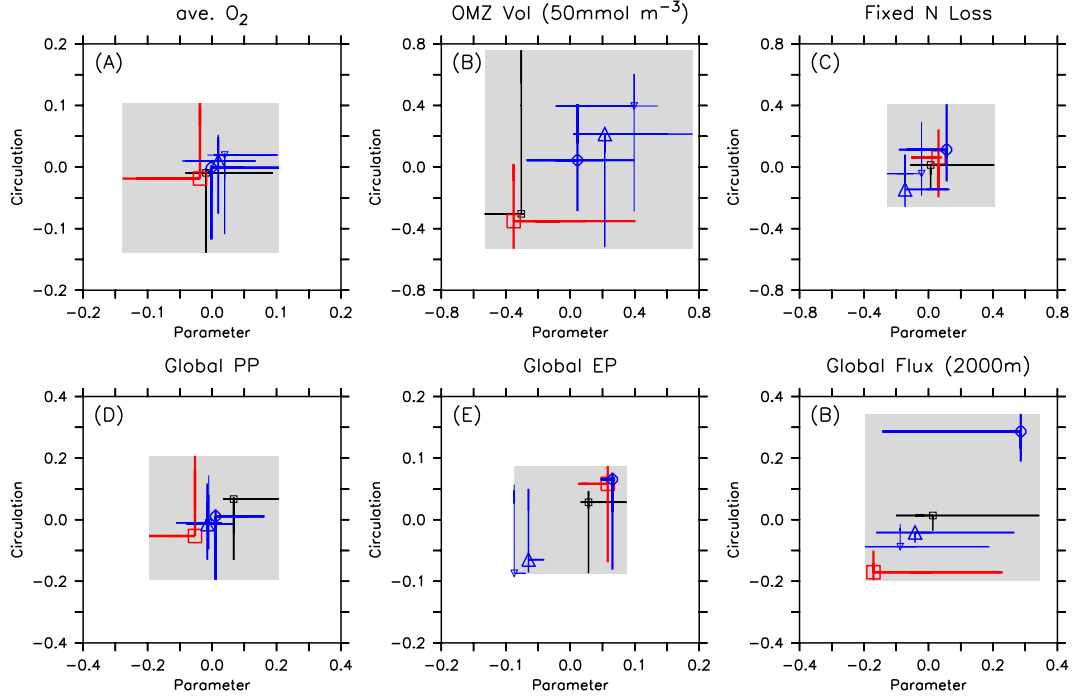 ave. O2
OMZ Vol (50mmol m−3)
Fixed N Loss
(A)
0.2
0.1
0.0
−0.1
−0.2
Circulation
−0.2
−0.1
0.0
0.1
0.2
Parameter
(B)
0.8
0.4
0.0
−0.4
−0.8
Circulation
−0.8
−0.4
0.0
0.4
0.8
Parameter
(C)
0.8
0.4
0.0
−0.4
−0.8
Circulation
−0.8
−0.4
0.0
0.4
0.8
Parameter
Global PP
Global EP
Global Flux (2000m)
(D)
0.4
0.2
0.0
−0.2
−0.4
Circulation
−0.4
−0.2
0.0
0.2
0.4
Parameter
(E)
0.2
0.1
0.0
−0.1
−0.2
Circulation
−0.2
−0.1
0.0
0.1
0.2
Parameter
(B)
0.4
0.2
0.0
−0.2
−0.4
Circulation
−0.4
−0.2
0.0
0.2
0.4
Parameter